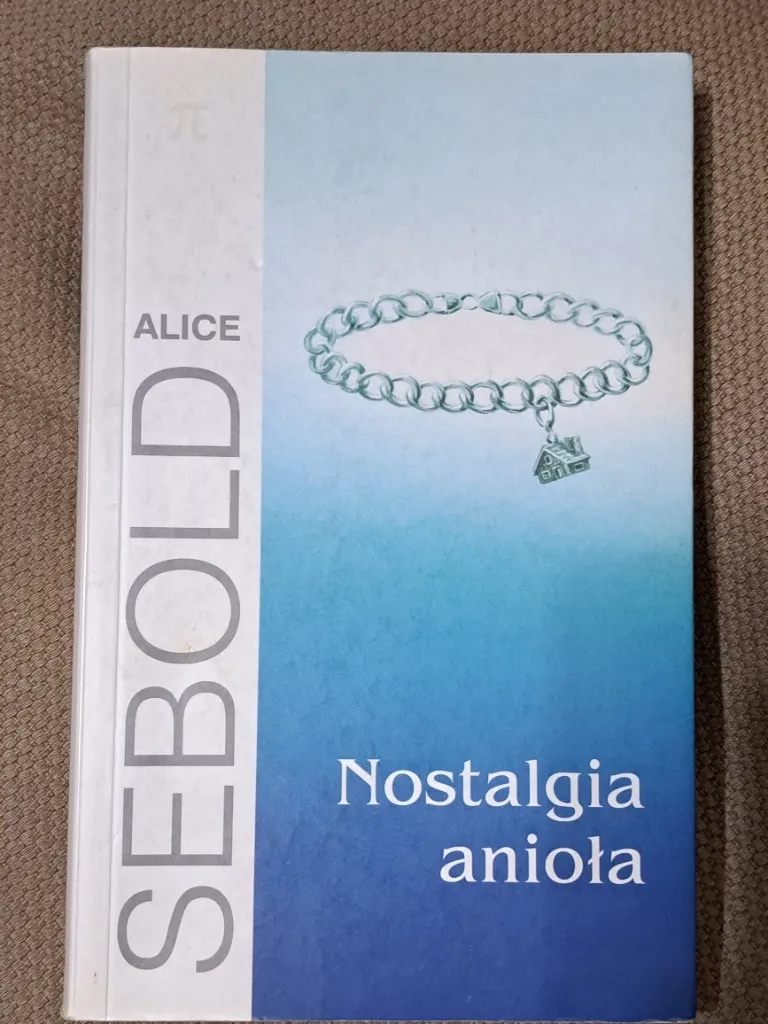 π
ALICE
SEBOLD
Nostalgia
anioła